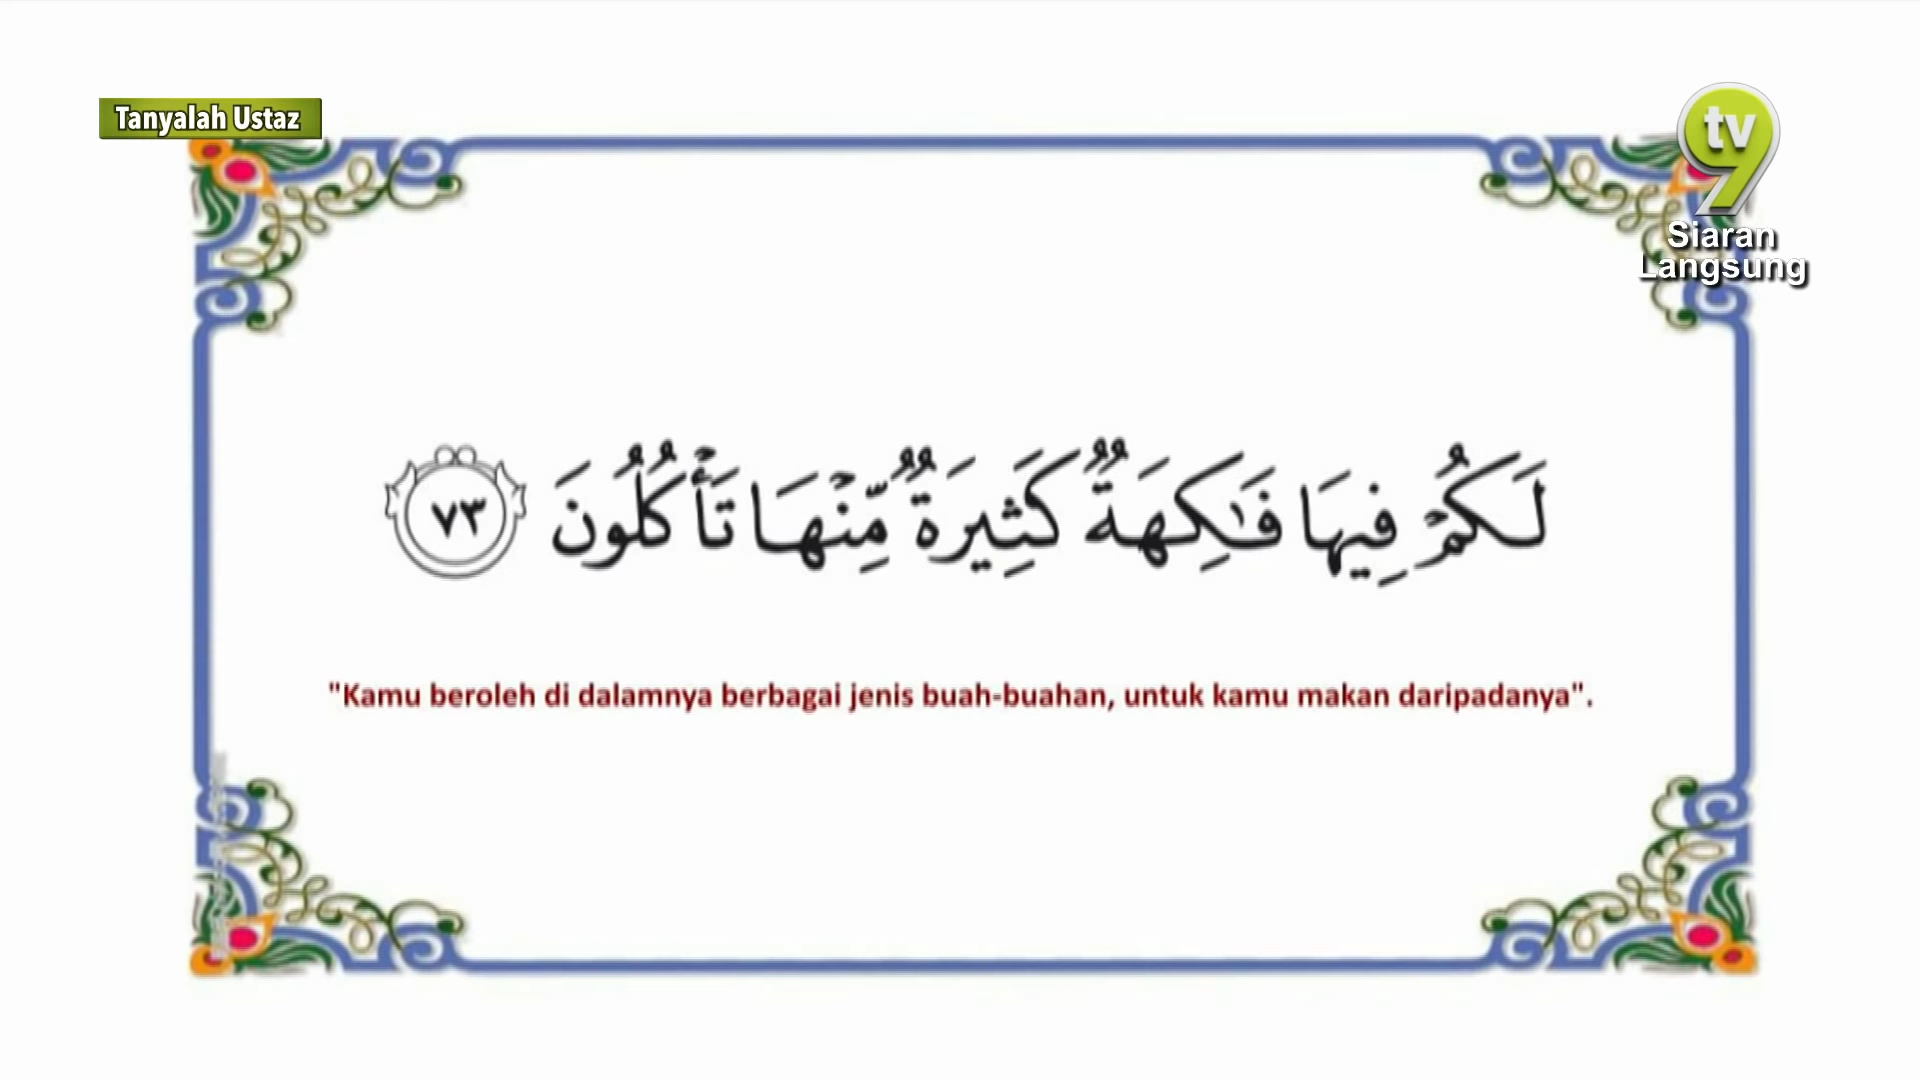 Tanyalah Ustaz
tv9
Siaran
Langsung
لَكُمْ فِيهَا فَـٰكِهَةٌ كَثِيرَةٌ مِّنْهَا تَأْكُلُونَ ٧٣
"Kamu beroleh di dalamnya berbagai jenis buah-buahan, untuk kamu makan daripadanya".